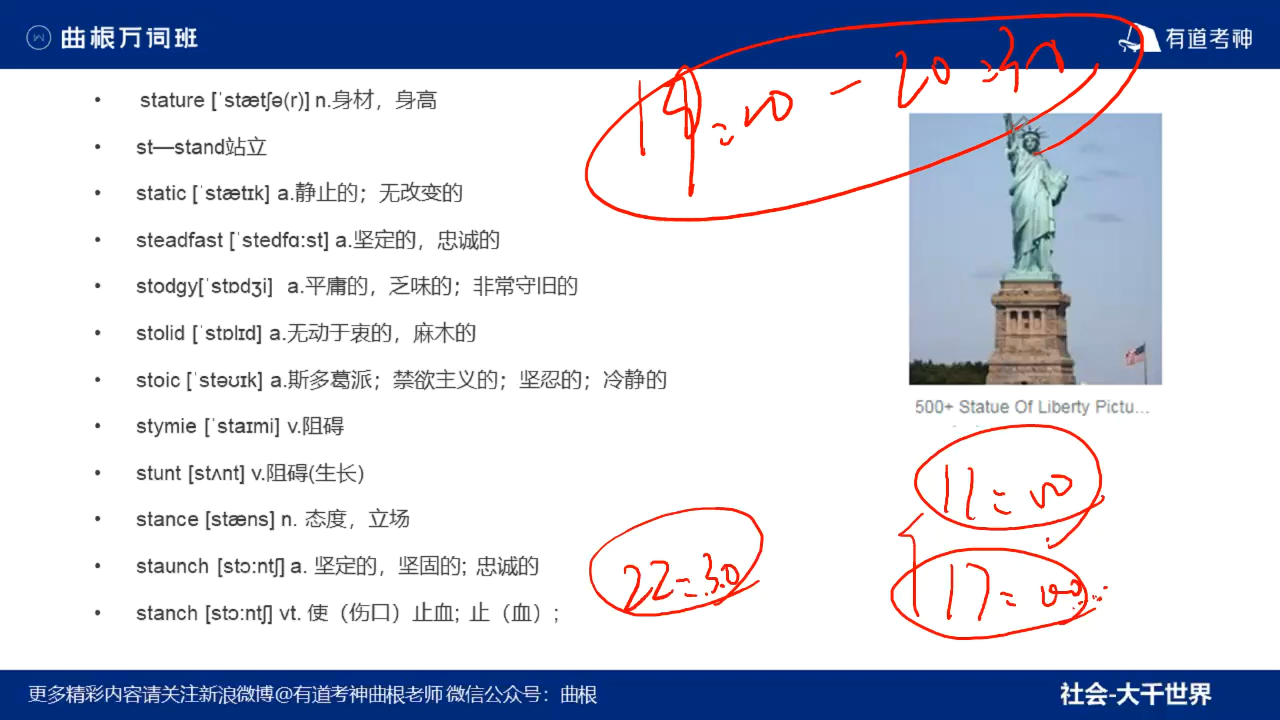 曲根万词班
有道考神
stature [ˈstætʃə(r)] n.身材，身高
st—stand站立
static [ˈstætɪk] a.静止的；无改变的
steadfast [ˈstedfɑːst] a.坚定的，忠诚的
stodgy[ˈstɒdʒi] a.平庸的，乏味的；非常守旧的
stolid [ˈstɒlɪd] a.无动于衷的，麻木的
stoic [ˈstəʊɪk] a.斯多葛派；禁欲主义的；坚忍的；冷静的
stymie [ˈstaɪmi] v.阻碍
stunt [stʌnt] v.阻碍(生长)
stance [stæns] n. 态度，立场
staunch [stɔːntʃ] a. 坚定的，坚固的; 忠诚的
stanch [stɔːntʃ] vt. 使（伤口）止血; 止（血）;
500+ Statue Of Liberty Pictu...
22=30
更多精彩内容请关注新浪微博@有道考神曲根老师 微信公众号：曲根
社会-大千世界